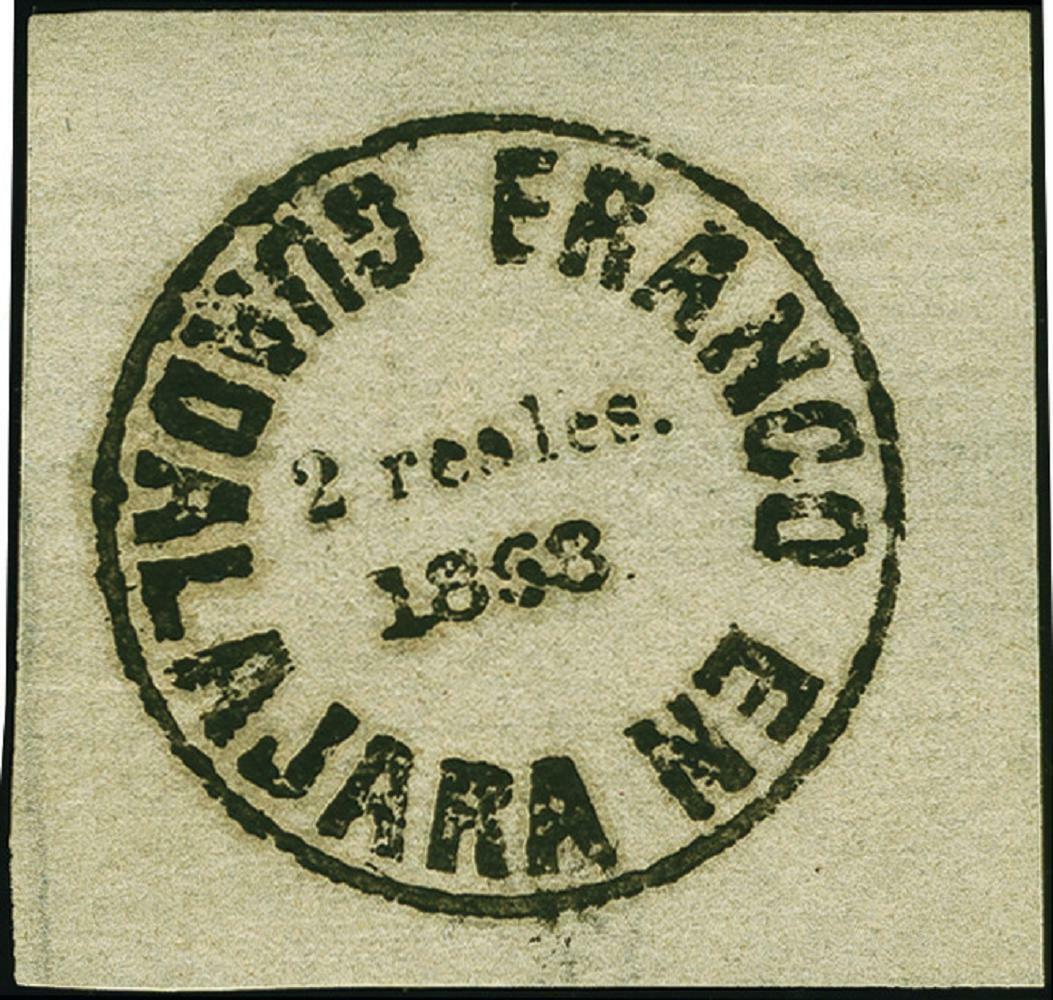 FRANCO
EN GUADALAJARA
2 reales.
1868